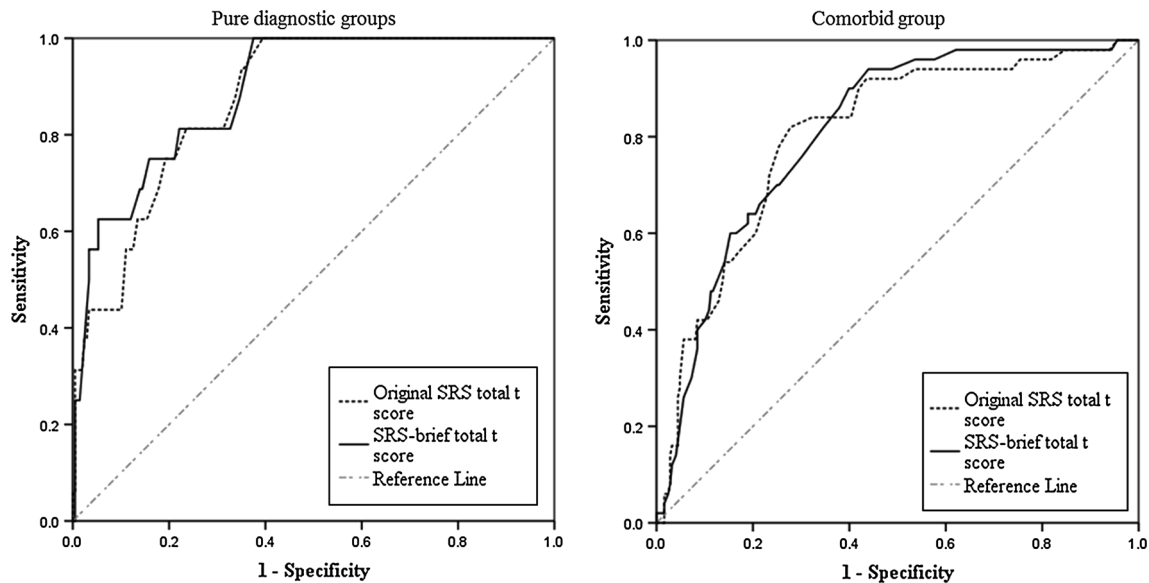 Pure diagnostic groups
1.0
0.8
0.6
0.4
0.2
0.0
Sensitivity
0.0 0.2 0.4 0.6 0.8 1.0
1 - Specificity
Original SRS total t
score
SRS-brief total t
score
Reference Line
Comorbid group
1.0
0.8
0.6
0.4
0.2
0.0
Sensitivity
0.0 0.2 0.4 0.6 0.8 1.0
1 - Specificity
Original SRS total t
score
SRS-brief total t
score
Reference Line